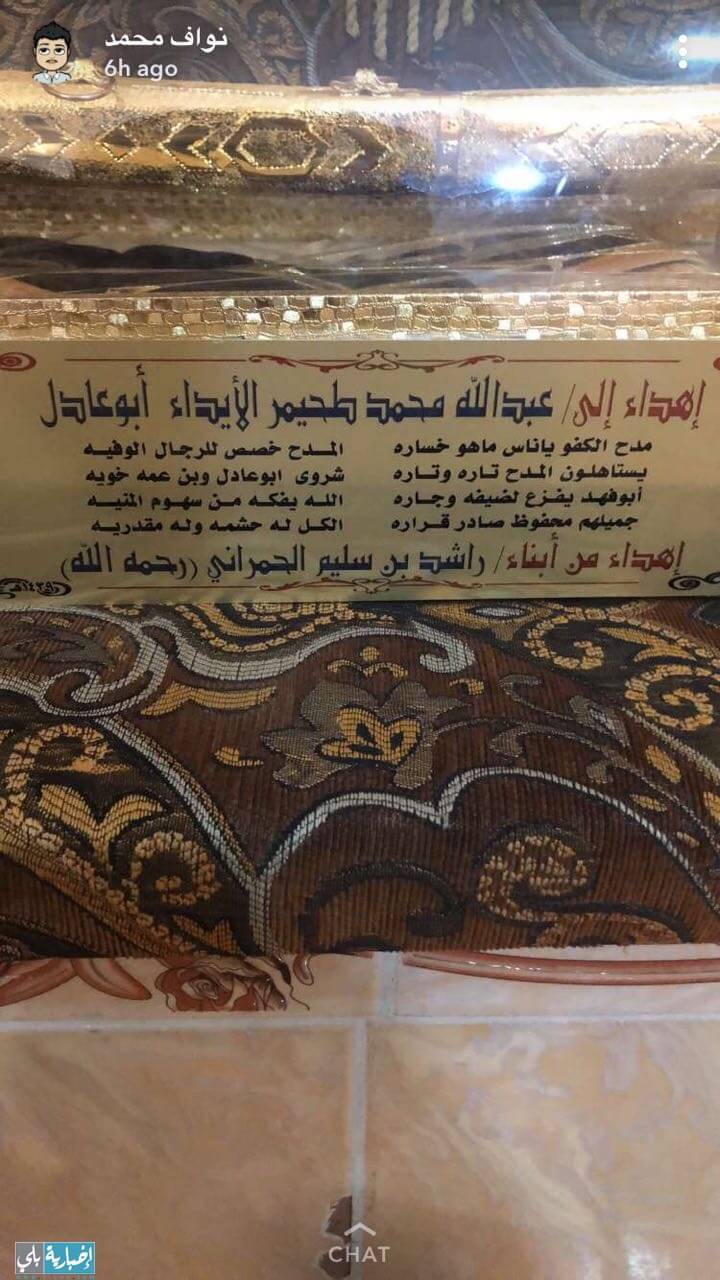 نواف محمد
6h ago
إهداء إلى/ عبدالله محمد طحيمر الأيداء أبوعادل
مدح الكفو ياناس ماهو خساره المدح خصص للرجال الوفيه
يستاهلون المدح تاره وتاره شروى ابوعادل وبن عمه خويه
أبوفهد يفزع لضيفه وجاره الله يفكه من سهوم المنيه
جميلهم محفوظ صادر قراره الكل له حشمه وله مقدريه
إهداء من أبناء/ راشد بن سليم الحمراني ((رحمه الله)
CHAT
إخبارية بلي